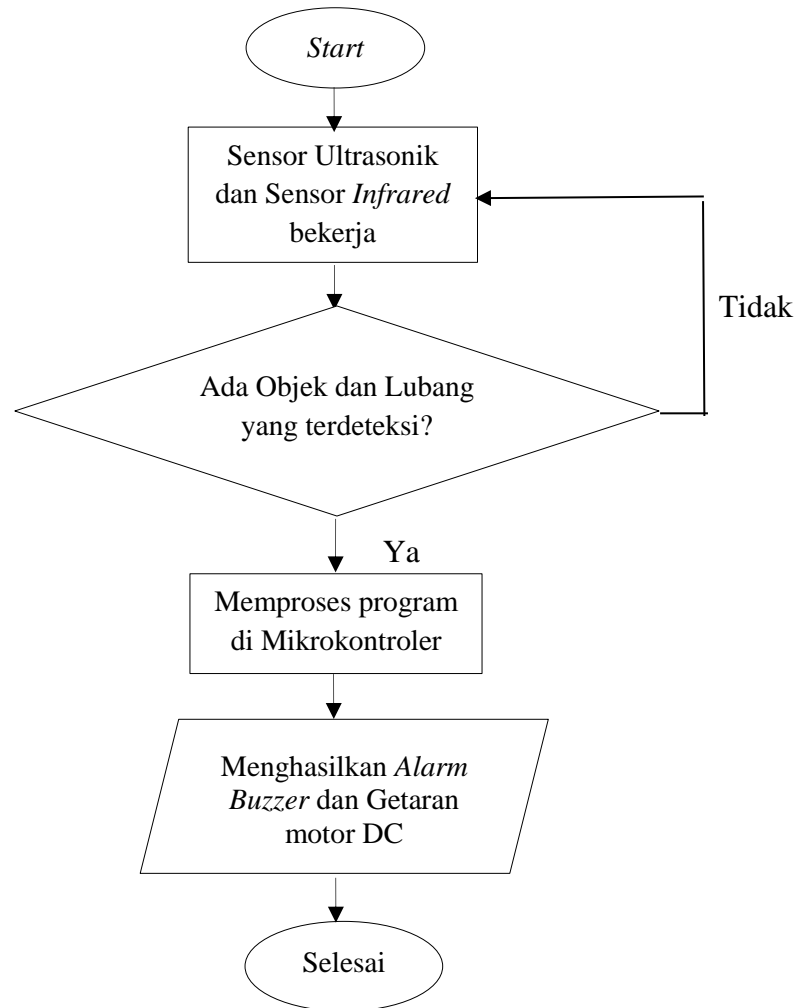 Start
Sensor Ultrasonik
dan Sensor Infrared
bekerja
Tidak
Ada Objek dan Lubang
yang terdeteksi?
Ya
Memproses program
di Mikrokontroler
Menghasilkan Alarm
Buzzer dan Getaran
motor DC
Selesai